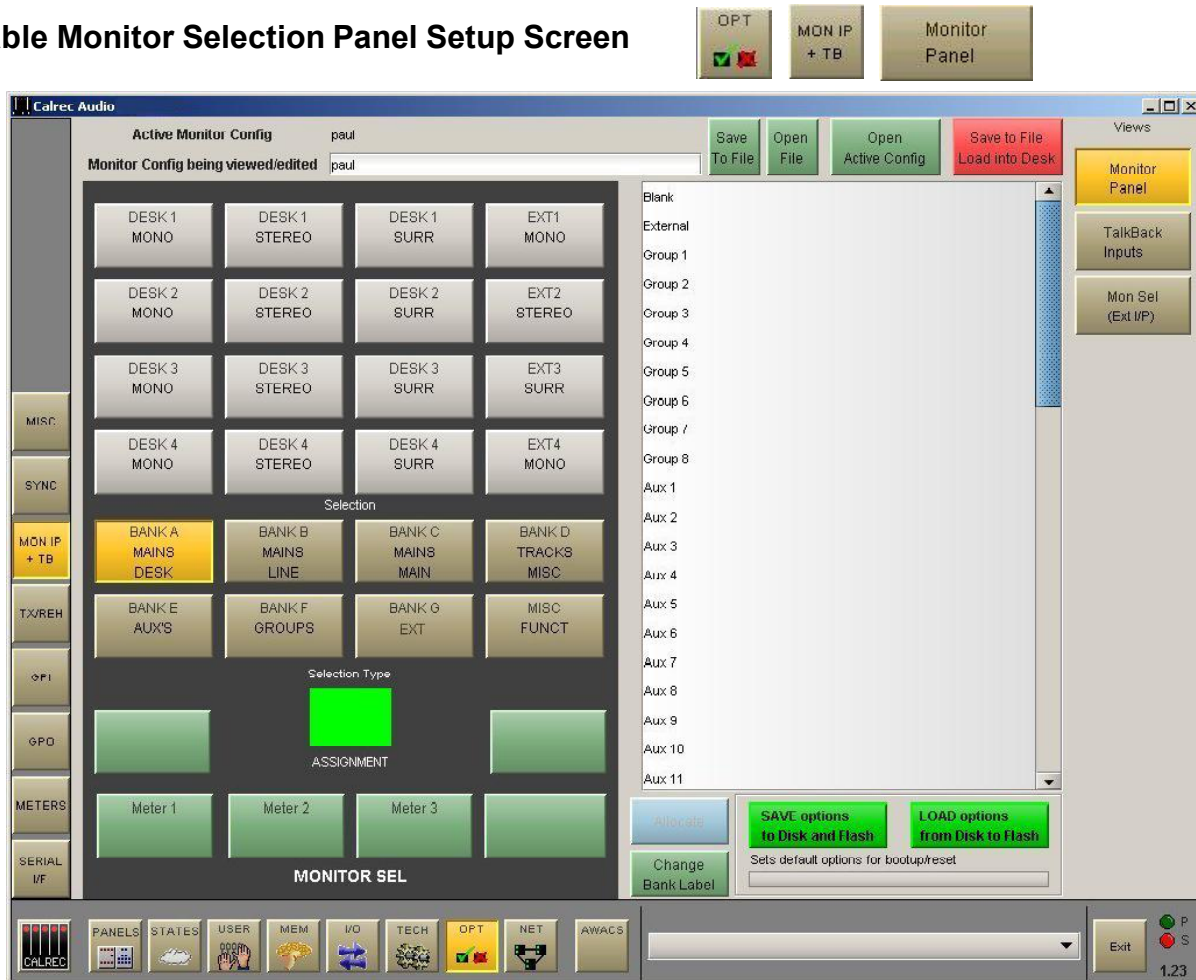 ble Monitor Selection Panel Setup Screen
OPT
MON IP
+ TB
Monitor
Panel
Calrec Audio
Active Monitor Config paul
Monitor Config being viewed/edited paul
Save
To File
Open
File
Open
Active Config
Save to File
Load into Desk
Views
Monitor
Panel
TalkBack
Inputs
Mon Sel
(Ext I/P)
DESK 1
MONO
DESK 1
STEREO
DESK 1
SURR
EXT1
MONO
DESK 2
MONO
DESK 2
STEREO
DESK 2
SURR
EXT2
STEREO
DESK 3
MONO
DESK 3
STEREO
DESK 3
SURR
EXT3
SURR
DESK 4
MONO
DESK 4
STEREO
DESK 4
SURR
EXT4
MONO
Selection
BANK A
MAINS
DESK
BANK B
MAINS
LINE
BANK C
MAINS
MAIN
BANK D
TRACKS
MISC
BANK E
AUX'S
BANK F
GROUPS
BANK G
EXT
MISC
FUNCT
Selection Type
ASSIGNMENT
Meter 1
Meter 2
Meter 3
MONITOR SEL
Blank
External
Group 1
Group 2
Group 3
Group 4
Group 5
Group 6
Group 7
Group 8
Aux 1
Aux 2
Aux 3
Aux 4
Aux 5
Aux 6
Aux 7
Aux 8
Aux 9
Aux 10
Aux 11
Allocate
Change
Bank Label
SAVE options
to Disk and Flash
LOAD options
from Disk to Flash
Sets default options for bootup/reset
MISC
SYNC
MON IP
+ TB
TX/REH
GPI
GPO
METERS
SERIAL
I/F
CALREC
PANELS
STATES
USER
MEM
I/O
TECH
OPT
NET
AWACS
Exit
P
S
1.23